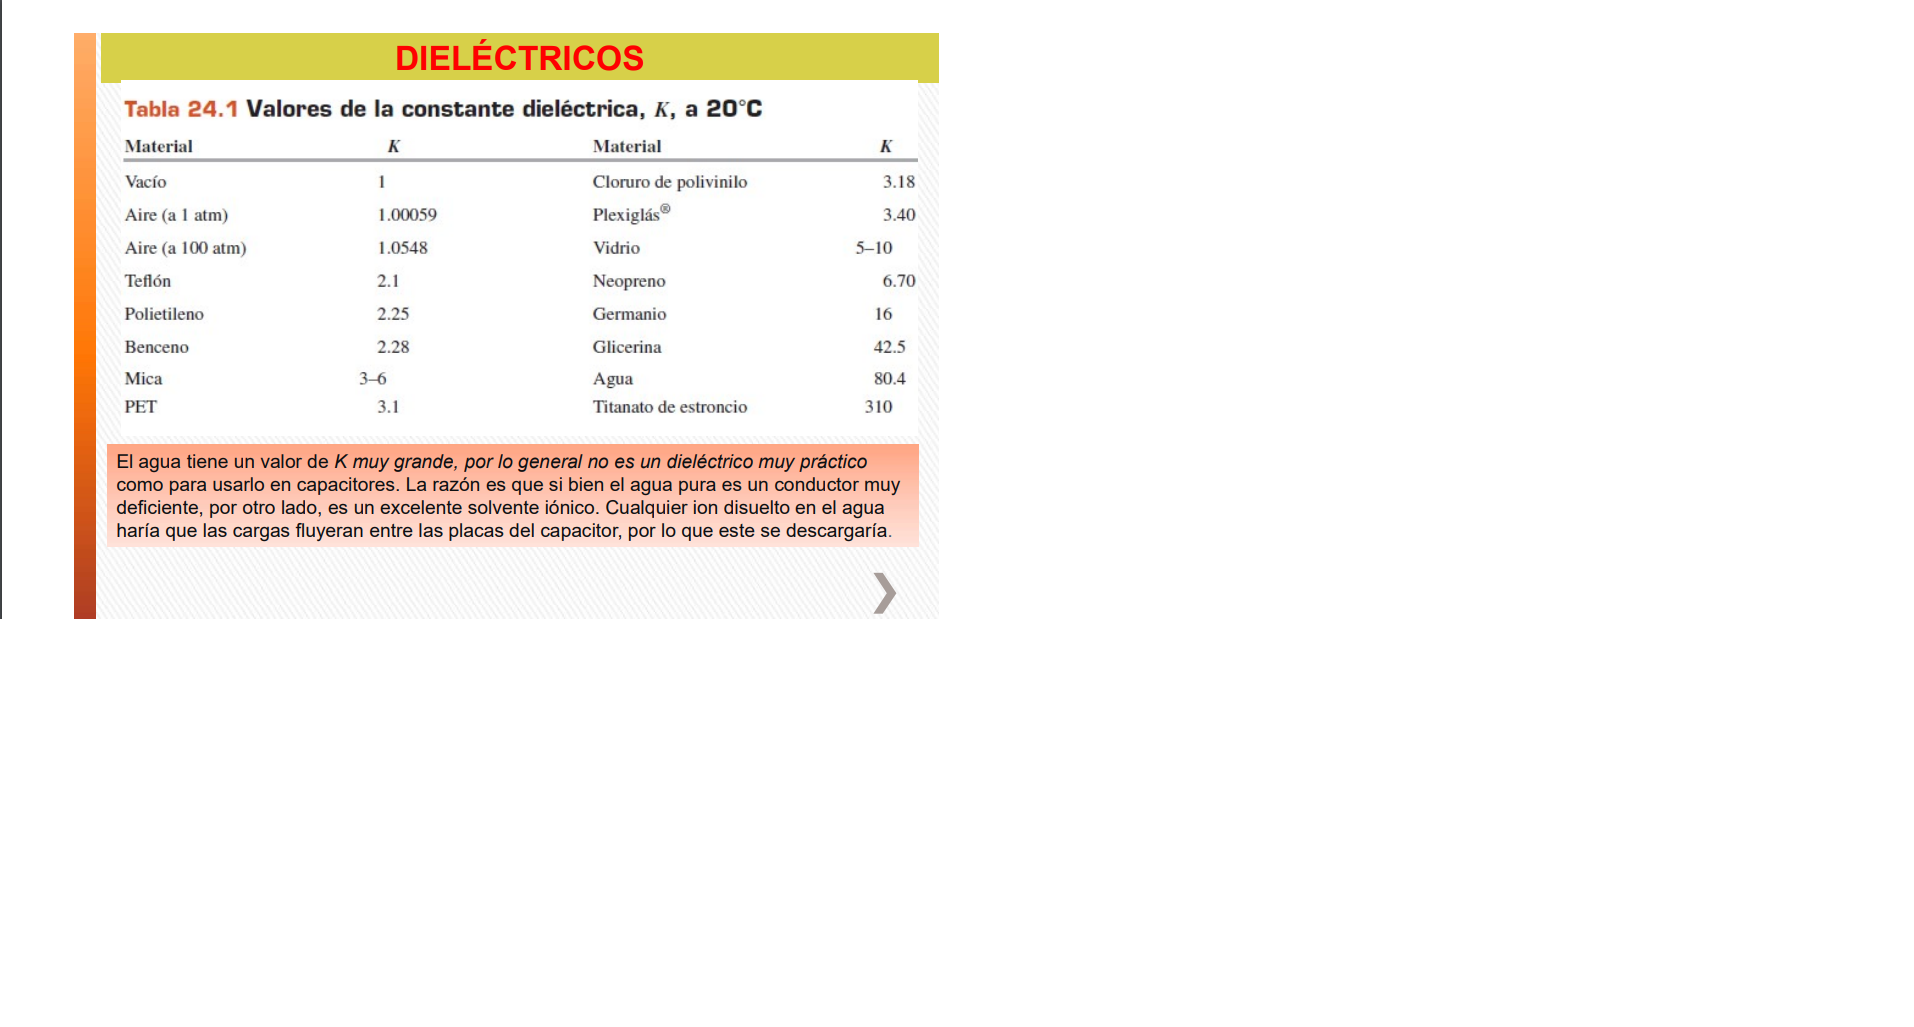 DIELÉCTRICOS
Tabla 24.1 Valores de la constante dieléctrica, K, a 20°C
Material K Material K
Vacío 1 Cloruro de polivinilo 3.18
Aire (a 1 atm) 1.00059 Plexiglás® 3.40
Aire (a 100 atm) 1.0548 Vidrio 5–10
Teflón 2.1 Neopreno 6.70
Polietileno 2.25 Germanio 16
Benceno 2.28 Glicerina 42.5
Mica 3–6 Agua 80.4
PET 3.1 Titanato de estroncio 310
El agua tiene un valor de K muy grande, por lo general no es un dieléctrico muy práctico
como para usarlo en capacitores. La razón es que si bien el agua pura es un conductor muy
deficiente, por otro lado, es un excelente solvente iónico. Cualquier ion disuelto en el agua
haría que las cargas fluyeran entre las placas del capacitor, por lo que este se descargaría.